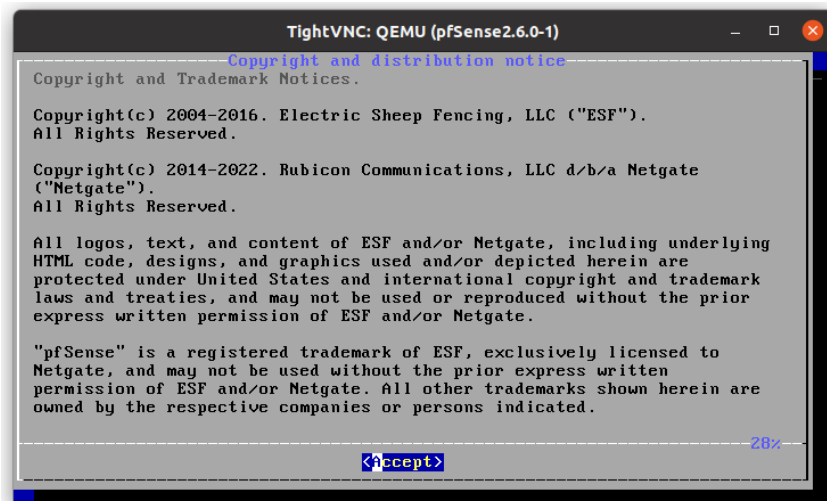 TightVNC: QEMU (pfSense2.6.0-1)
Copyright and distribution notice
Copyright and Trademark Notices.
Copyright(c) 2004-2016. Electric Sheep Fencing, LLC ("ESF").
All Rights Reserved.
Copyright(c) 2014-2022. Rubicon Communications, LLC d/b/a Netgate
("Netgate").
All Rights Reserved.
All logos, text, and content of ESF and/or Netgate, including underlying
HTML code, designs, and graphics used and/or depicted herein are
protected under United States and international copyright and trademark
laws and treaties, and may not be used or reproduced without the prior
express written permission of ESF and/or Netgate.
"pfSense" is a registered trademark of ESF, exclusively licensed to
Netgate, and may not be used without the prior express written
permission of ESF and/or Netgate. All other trademarks shown herein are
owned by the respective companies or persons indicated.
28%
<Accept>